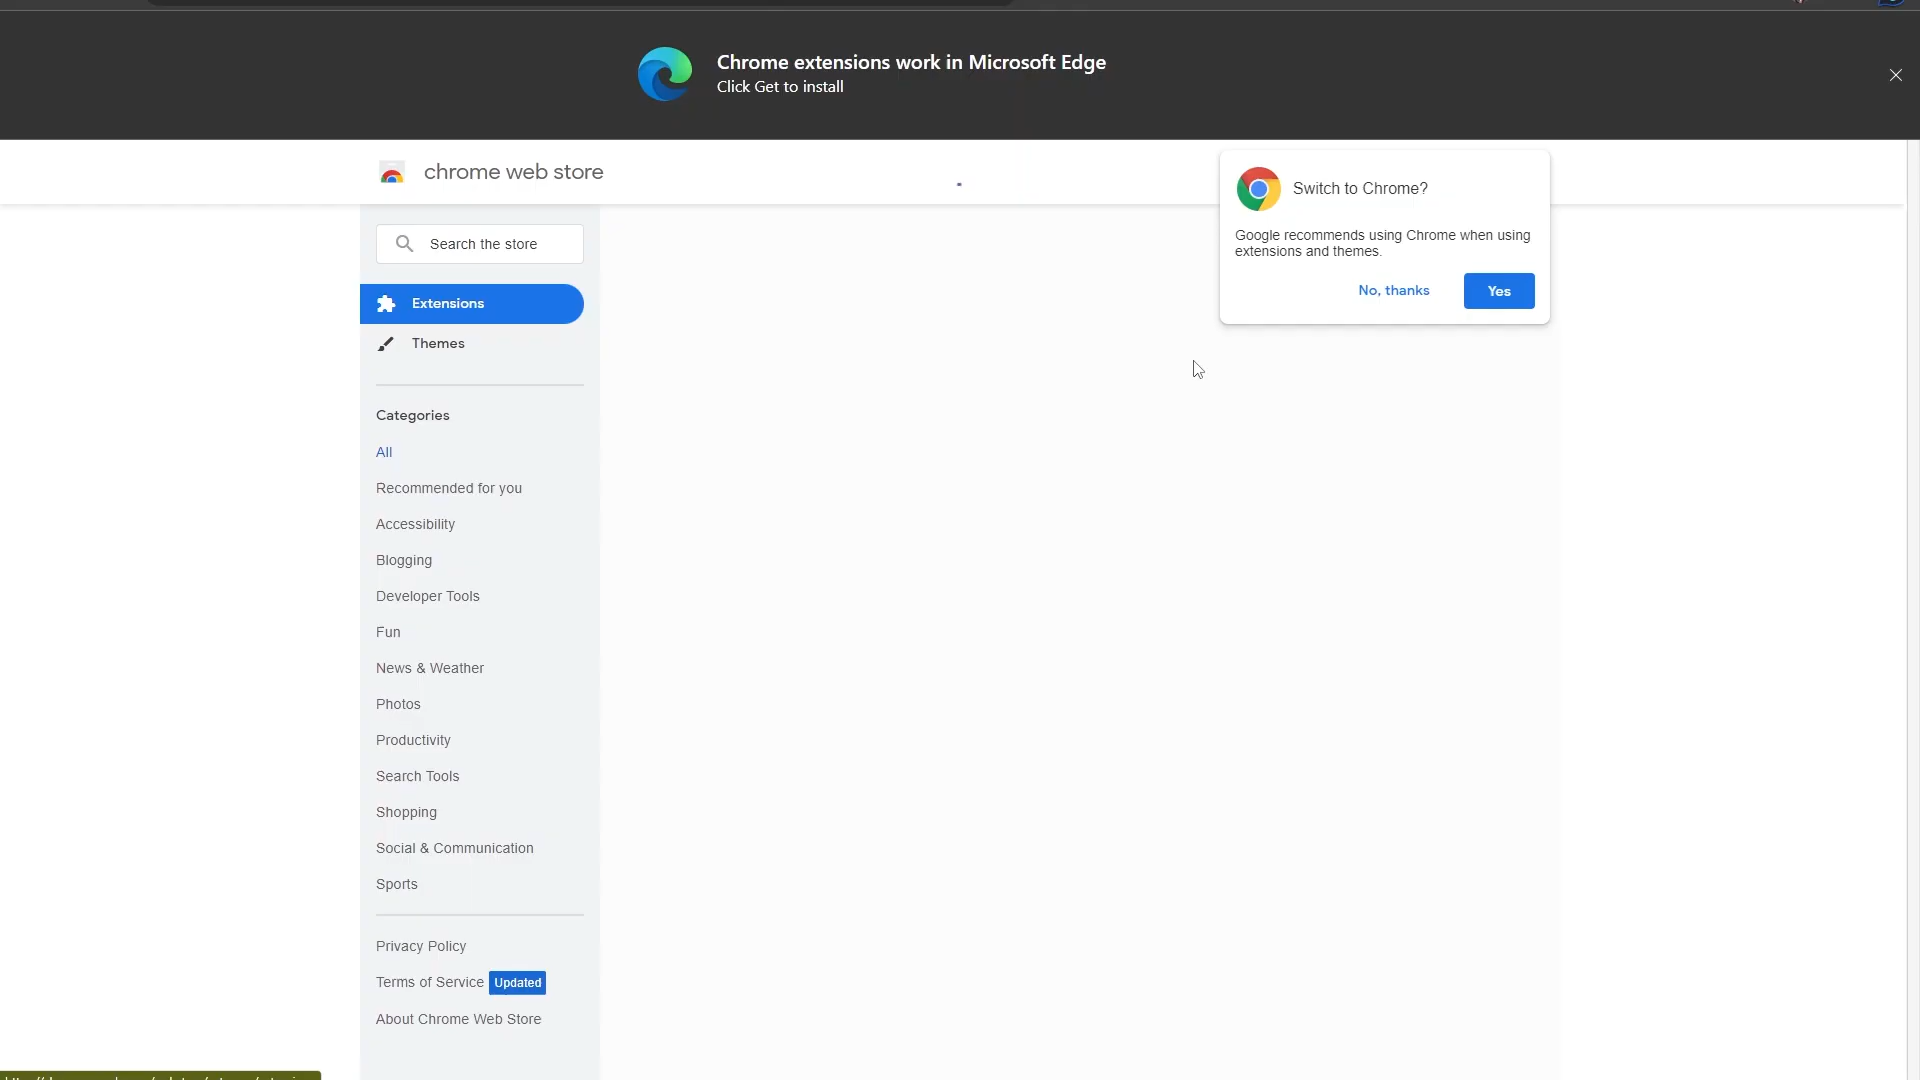 Chrome extensions work in Microsoft Edge
Click Get to install
chrome web store
Switch to Chrome?
Google recommends using Chrome when using
extensions and themes.
No, thanks
Yes
Search the store
Extensions
Themes
Categories
All
Recommended for you
Accessibility
Blogging
Developer Tools
Fun
News & Weather
Photos
Productivity
Search Tools
Shopping
Social & Communication
Sports
Privacy Policy
Terms of Service Updated
About Chrome Web Store